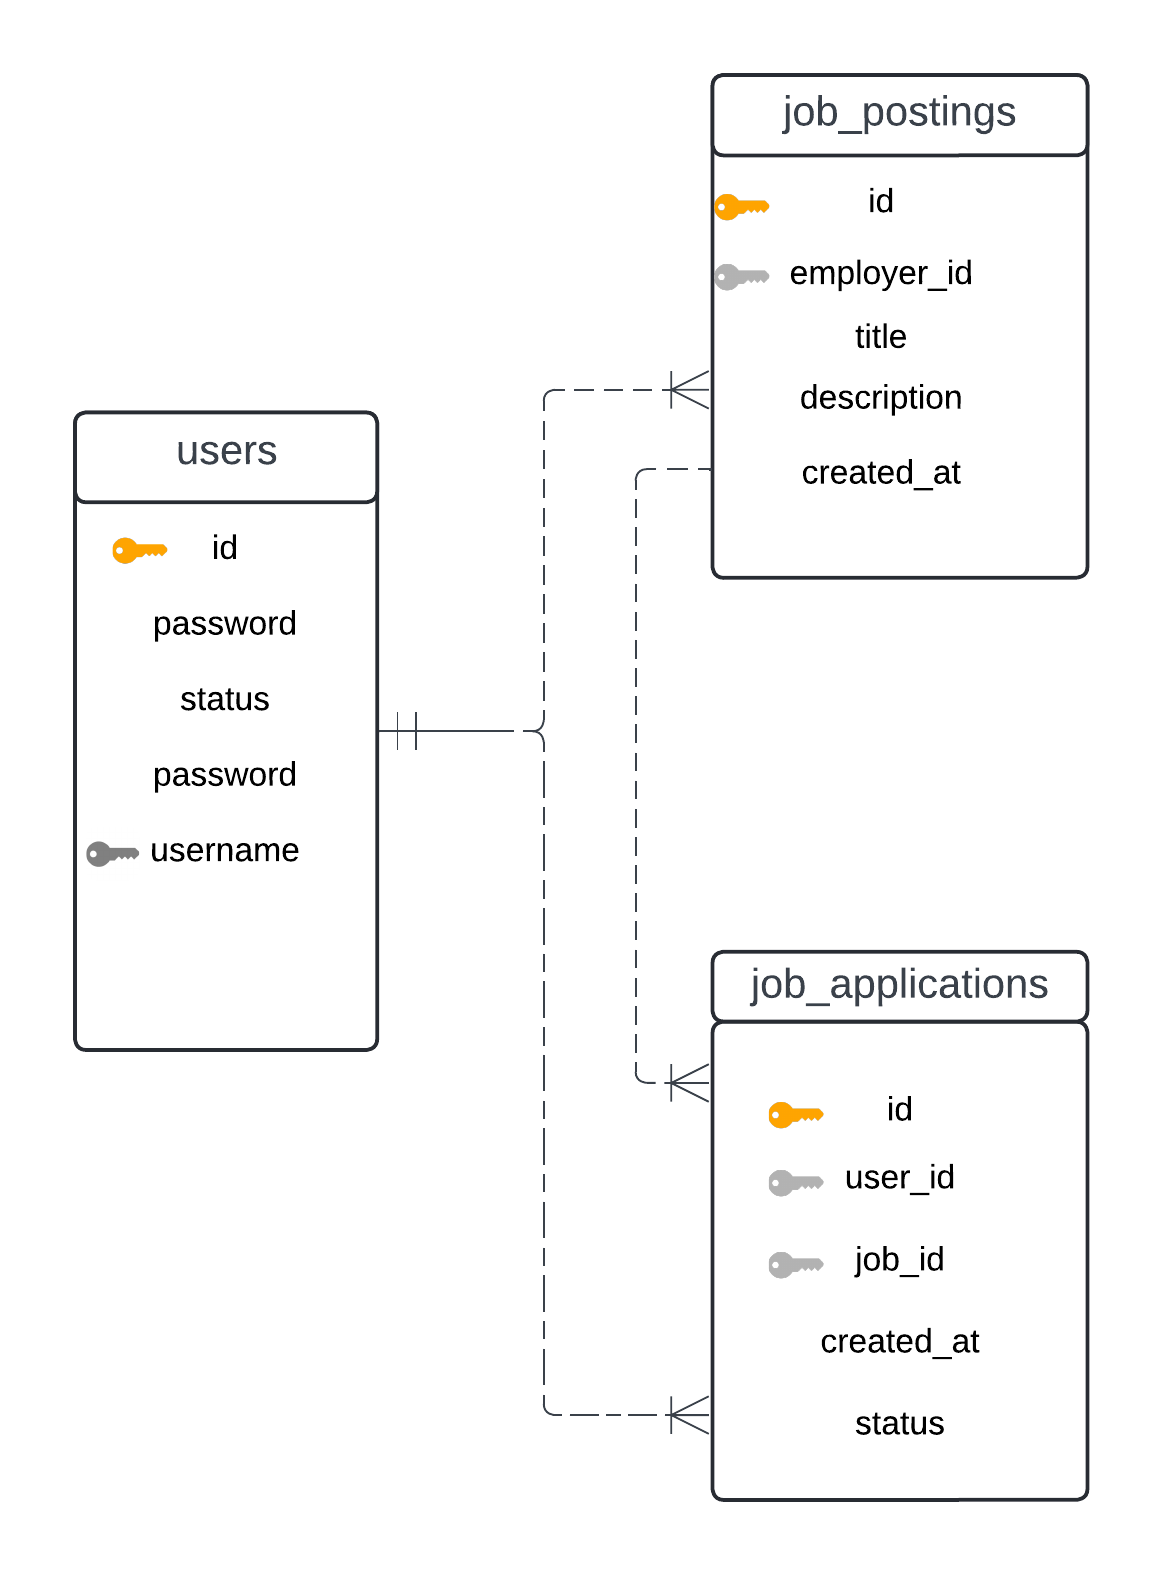 job_postings
id
employer_id
title
description
created_at
users
id
password
status
password
username
job_applications
id
user_id
job_id
created_at
status